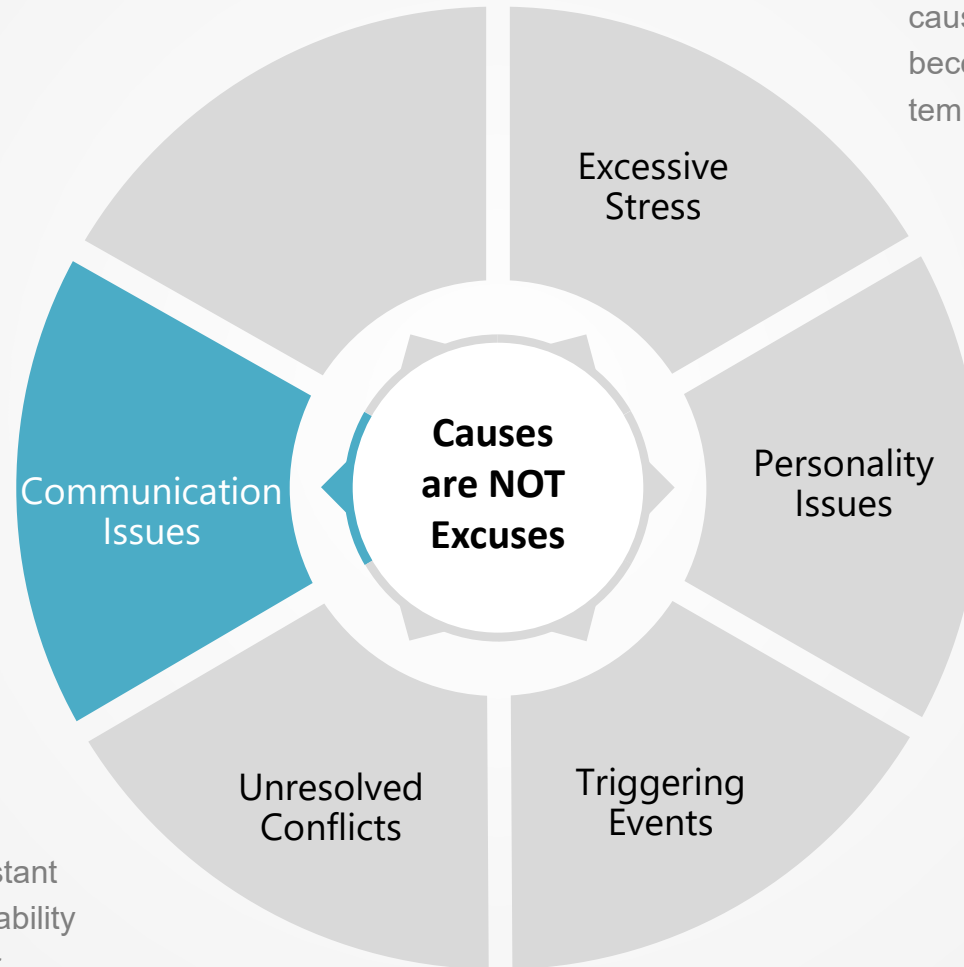 Excessive
Stress
Personality
Issues
Triggering
Events
Unresolved
Conflicts
Communication
Issues
Causes
are NOT
Excuses